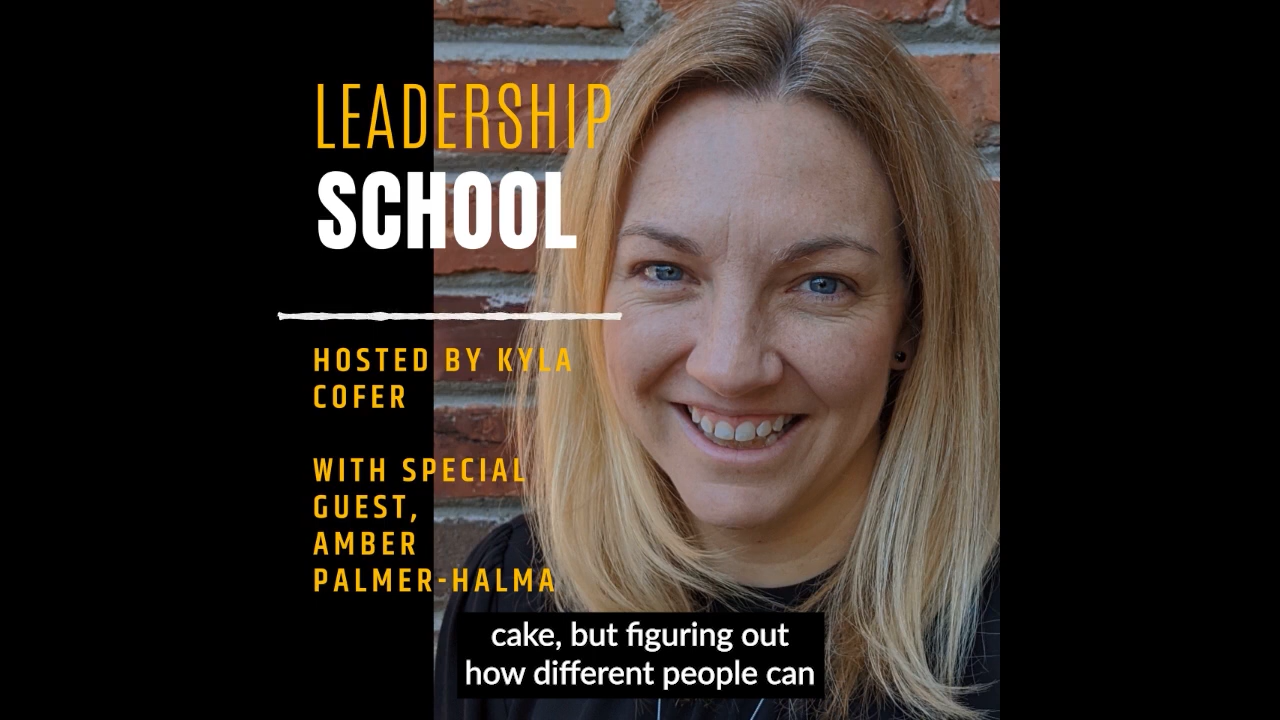 LEADERSHIP
SCHOOL
HOSTED BY KYLA
COFER
WITH SPECIAL
GUEST,
AMBER
PALMER-HALMA
cake, but figuring out
how different people can